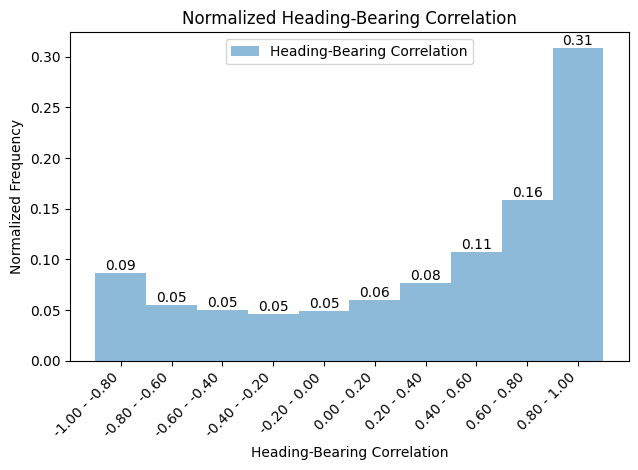 Normalized Heading-Bearing Correlation
Heading-Bearing Correlation
Normalized Frequency
0.30
0.25
0.20
0.15
0.10
0.05
0.00
0.09
0.05
0.05
0.05
0.05
0.06
0.08
0.11
0.16
0.31
-1.00 - -0.80
-0.80 - -0.60
-0.60 - -0.40
-0.40 - -0.20
-0.20 - 0.00
0.00 - 0.20
0.20 - 0.40
0.40 - 0.60
0.60 - 0.80
0.80 - 1.00
Heading-Bearing Correlation